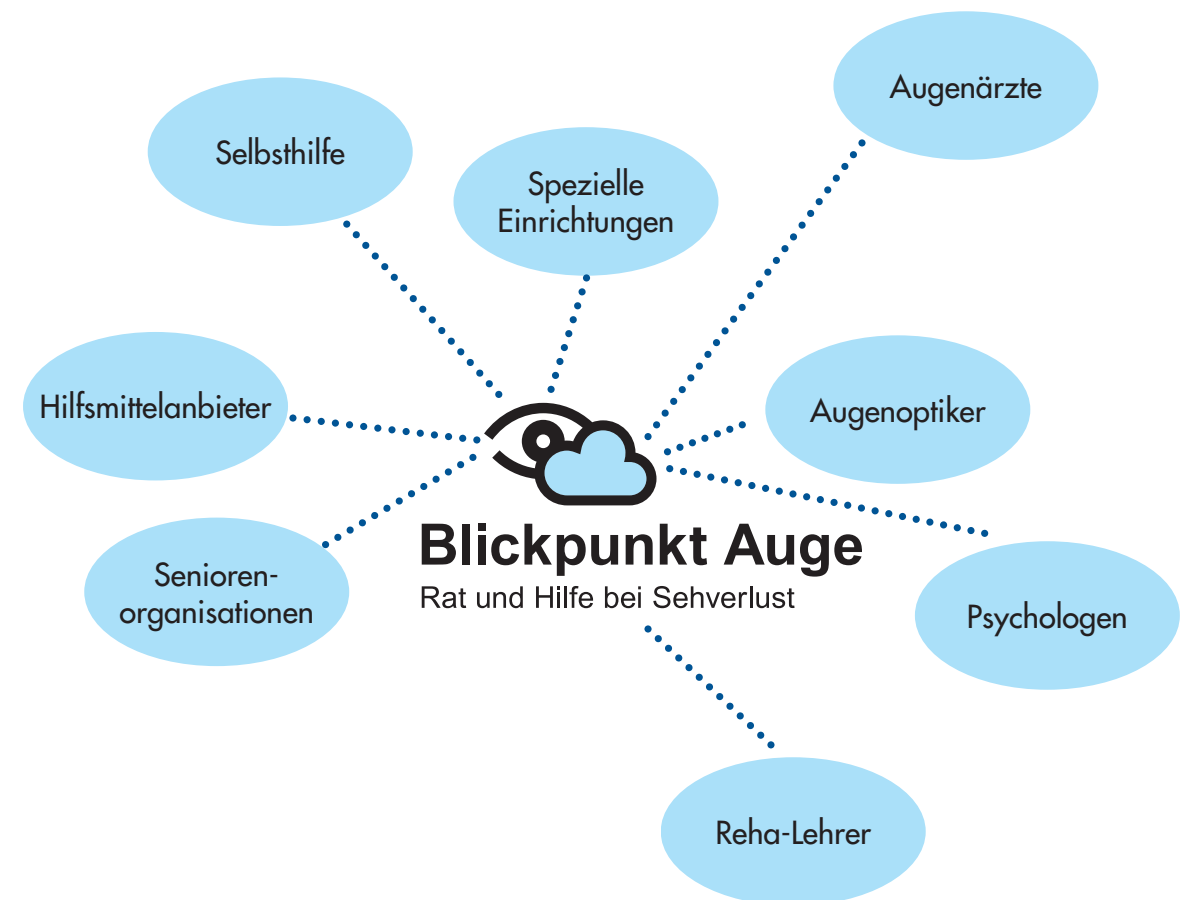 Augenärzte
Selbsthilfe
Spezielle
Einrichtungen
Hilfsmittelanbieter
Augenoptiker
Blickpunkt Auge
Rat und Hilfe bei Sehverlust
Senioren-
organisationen
Psychologen
Reha-Lehrer